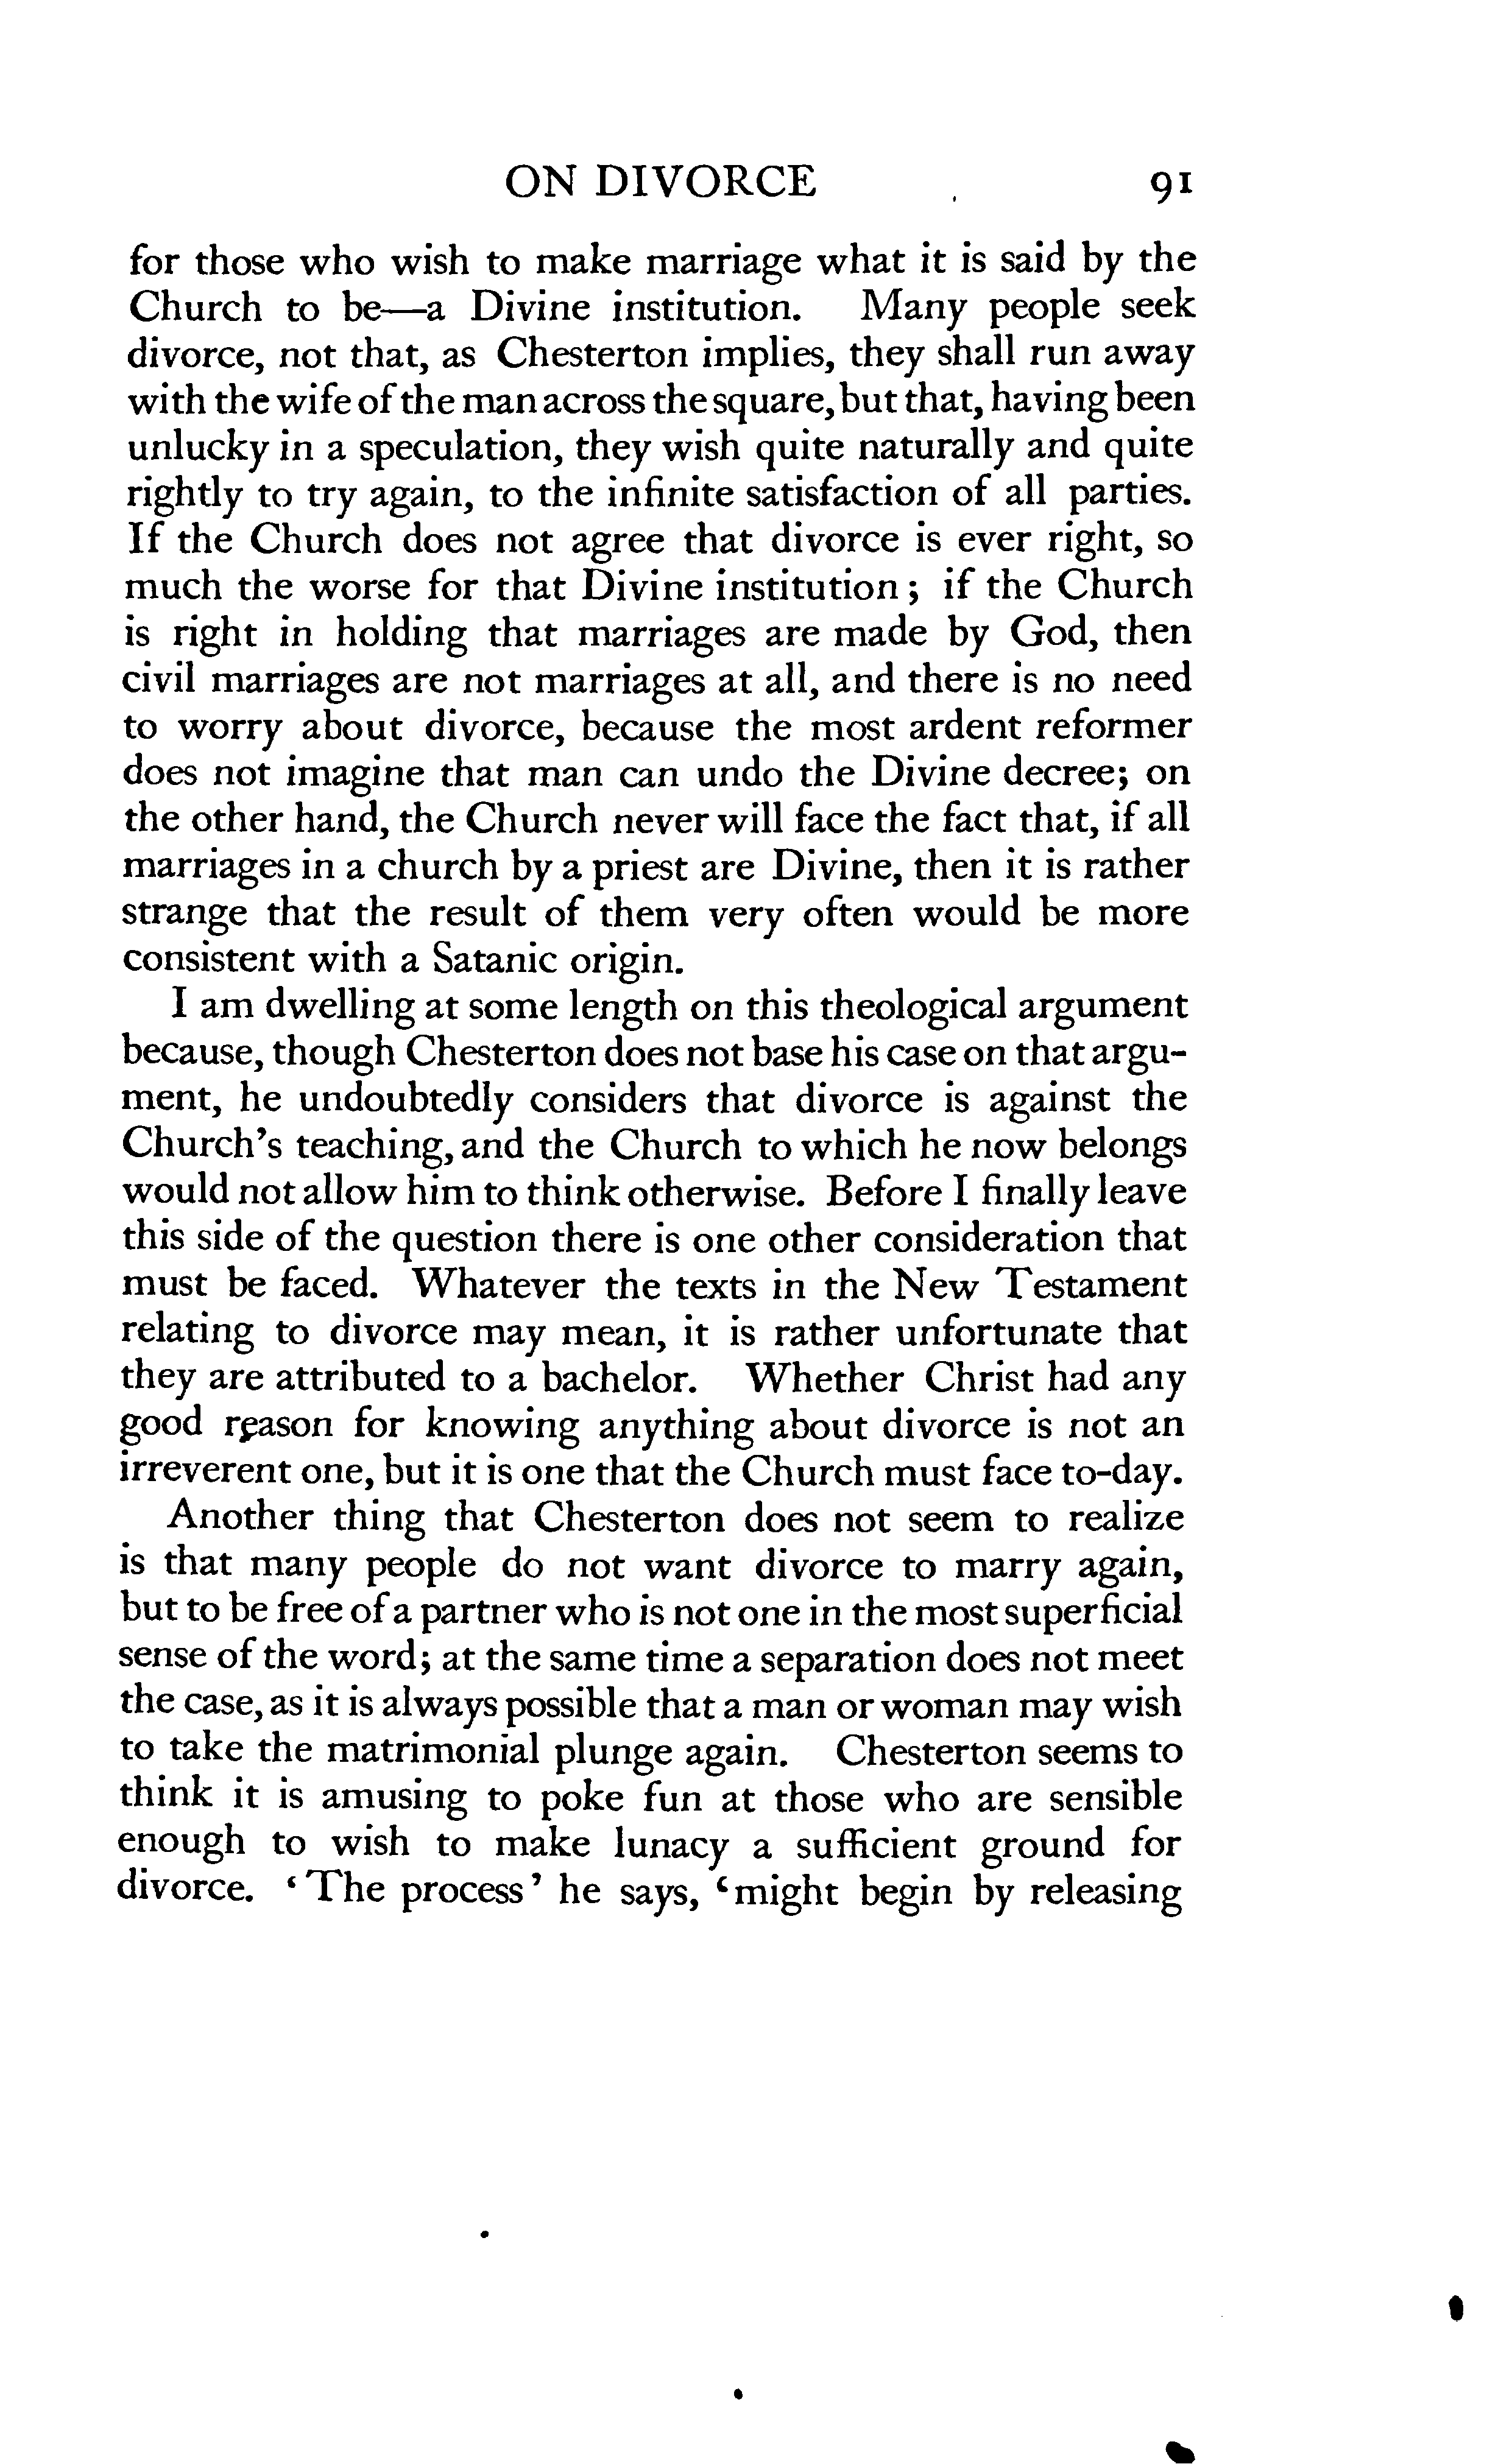 ON DIVORCE 91
for those who wish to make marriage what it is said by the
Church to be—a Divine institution. Many people seek
divorce, not that, as Chesterton implies, they shall run away
with the wife of the man across the square, but that, having been
unlucky in a speculation, they wish quite naturally and quite
rightly to try again, to the infinite satisfaction of all parties.
If the Church does not agree that divorce is ever right, so
much the worse for that Divine institution; if the Church
is right in holding that marriages are made by God, then
civil marriages are not marriages at all, and there is no need
to worry about divorce, because the most ardent reformer
does not imagine that man can undo the Divine decree; on
the other hand, the Church never will face the fact that, if all
marriages in a church by a priest are Divine, then it is rather
strange that the result of them very often would be more
consistent with a Satanic origin.
I am dwelling at some length on this theological argument
because, though Chesterton does not base his case on that argu-
ment, he undoubtedly considers that divorce is against the
Church's teaching, and the Church to which he now belongs
would not allow him to think otherwise. Before I finally leave
this side of the question there is one other consideration that
must be faced. Whatever the texts in the New Testament
relating to divorce may mean, it is rather unfortunate that
they are attributed to a bachelor. Whether Christ had any
good reason for knowing anything about divorce is not an
irreverent one, but it is one that the Church must face to-day.
Another thing that Chesterton does not seem to realize
is that many people do not want divorce to marry again,
but to be free of a partner who is not one in the most superficial
sense of the word; at the same time a separation does not meet
the case, as it is always possible that a man or woman may wish
to take the matrimonial plunge again. Chesterton seems to
think it is amusing to poke fun at those who are sensible
enough to wish to make lunacy a sufficient ground for
divorce. ‘The process’ he says, ‘might begin by releasing